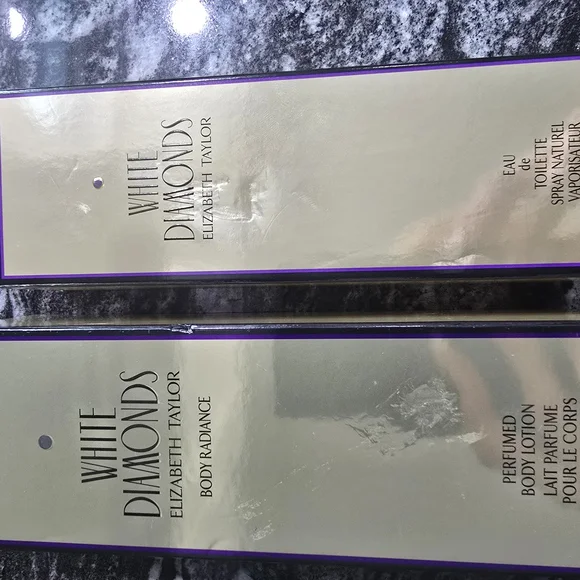 WHITE
DIAMONDS
ELIZABETH TAYLOR
EAU
de
TOILETTE
SPRAY NATUREL
VAPORISATEUR
WHITE
DIAMONDS
ELIZABETH TAYLOR
BODY RADIANCE
PERFUMED
BODY LOTION
LAIT PARFUME
POUR LE CORPS